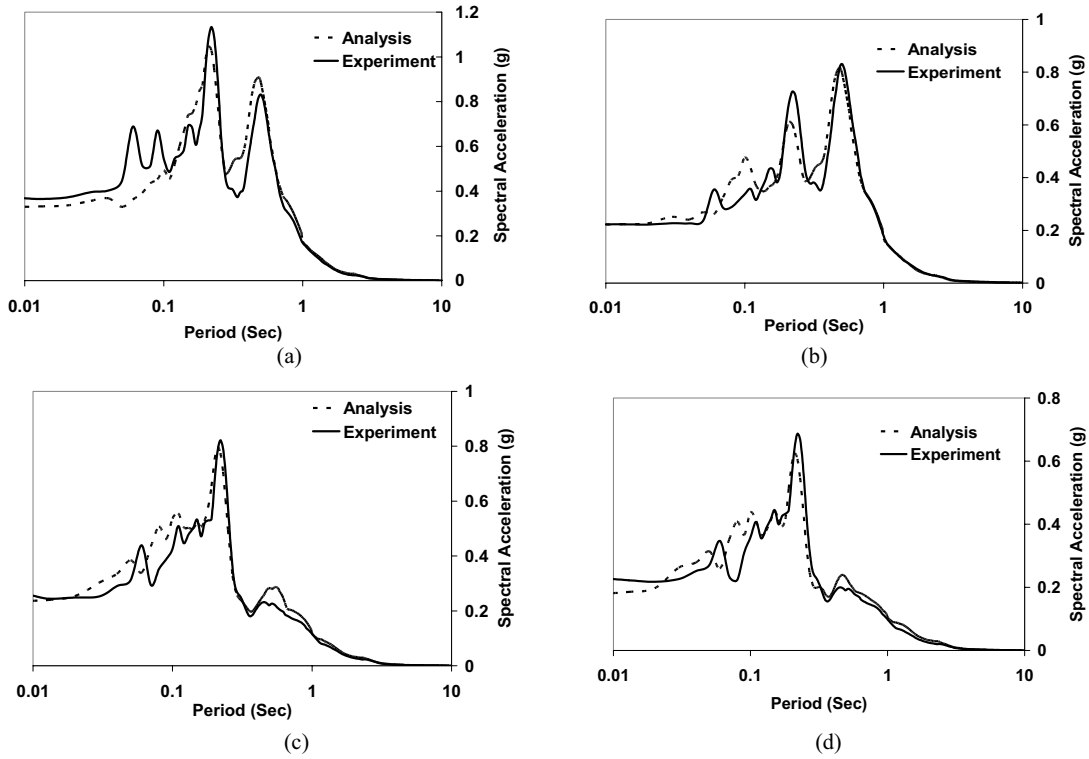 1.2
Analysis
Experiment
1
0.8
0.6
0.4
0.2
0
Spectral Acceleration (g)
0.01
0.1
1
10
Period (Sec)
(a)
1
Analysis
Experiment
0.8
0.6
0.4
0.2
0
Spectral Acceleration (g)
0.01
0.1
1
10
Period (Sec)
(b)
1
Analysis
Experiment
0.8
0.6
0.4
0.2
0
Spectral Acceleration (g)
0.01
0.1
1
10
Period (Sec)
(c)
0.8
Analysis
Experiment
0.6
0.4
0.2
0
Spectral Acceleration (g)
0.01
0.1
1
10
Period (Sec)
(d)